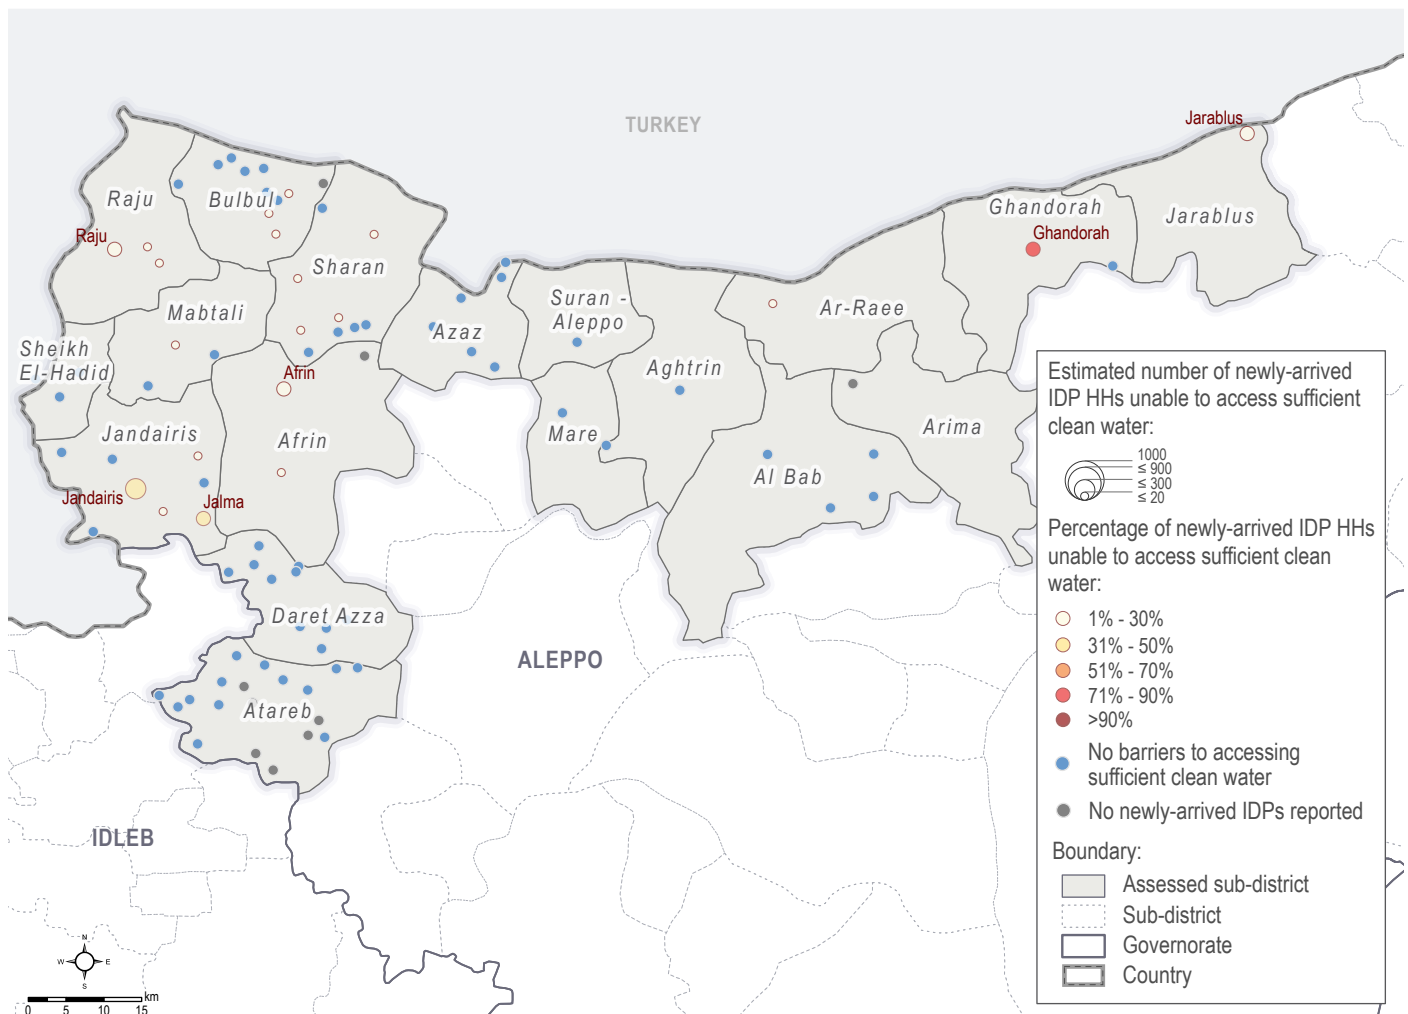 TURKEY
Jarablus
Raju
Bulbul
Ghandorah
Jarablus
Raju
Ghandorah
Sharan
Mabtali
Suran -
Aleppo
Ar-Raee
Azaz
Sheikh
El-Hadid
Afrin
Aghtrin
Jandairis
Afrin
Mare
Arima
Al Bab
Jandairis
Jalma
Daret Azza
ALEPPO
Atareb
IDLEB
Estimated number of newly-arrived
IDP HHs unable to access sufficient
clean water:
1000
≤ 900
≤ 300
≤ 20
Percentage of newly-arrived IDP HHs
unable to access sufficient clean
water:
1% - 30%
31% - 50%
51% - 70%
71% - 90%
>90%
No barriers to accessing
sufficient clean water
No newly-arrived IDPs reported
Boundary:
Assessed sub-district
Sub-district
Governorate
Country
N
W E
S
km
0 5 10 15